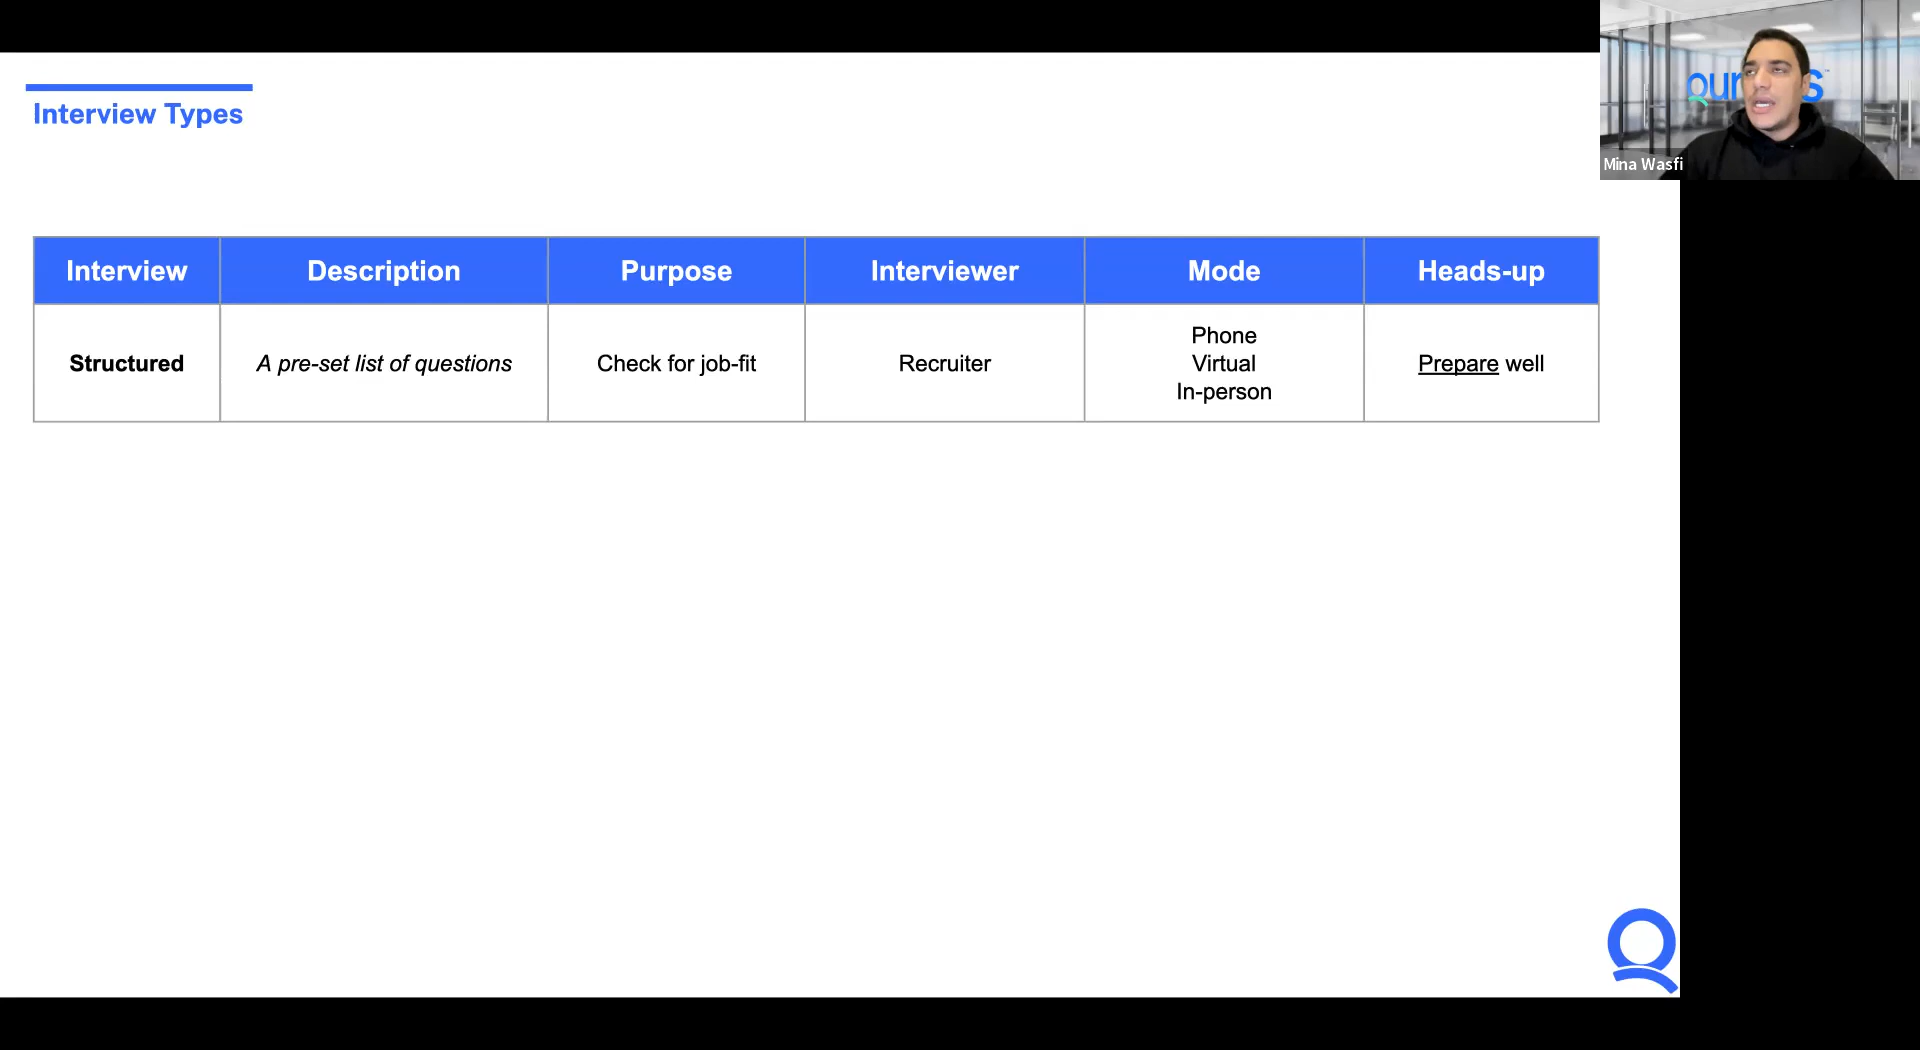 Interview Types
Mina Wasfi
Interview
Description
Purpose
Interviewer
Mode
Heads-up
Structured
A pre-set list of questions
Check for job-fit
Recruiter
Phone
Virtual
In-person
Prepare well